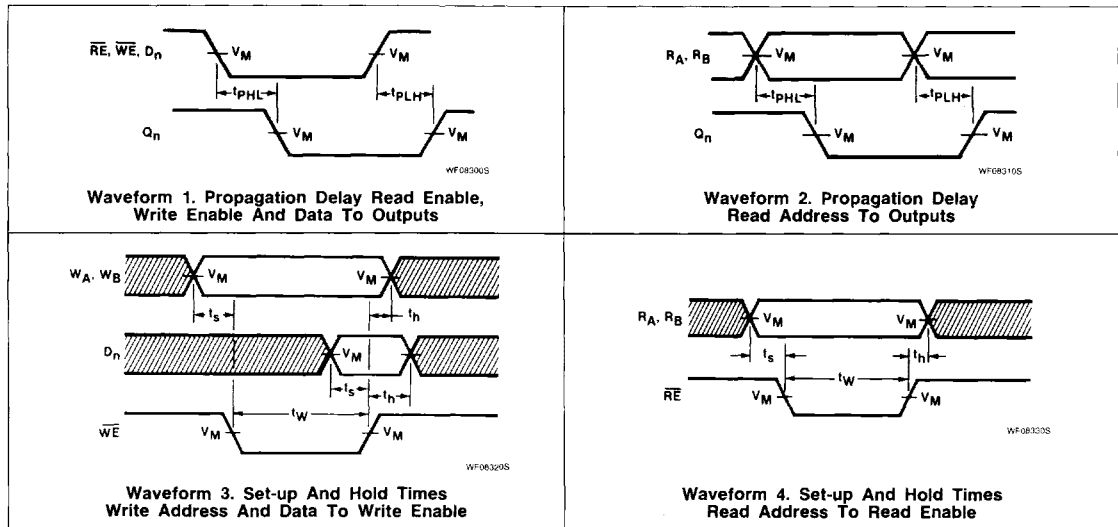 RE, WE, Dn
VM
VM
tPHL
tPLH
Qn
VM
VM
WF08300S
Waveform 1. Propagation Delay Read Enable,
Write Enable And Data To Outputs
RA, RB
VM
VM
tPHL
tPLH
Qn
VM
VM
WF08310S
Waveform 2. Propagation Delay
Read Address To Outputs
WA, WB
VM
VM
ts
th
Dn
VM
ts
th
tW
WE
VM
VM
WF08320S
Waveform 3. Set-up And Hold Times
Write Address And Data To Write Enable
RA, RB
VM
VM
ts
th
tW
RE
VM
VM
WF08330S
Waveform 4. Set-up And Hold Times
Read Address To Read Enable